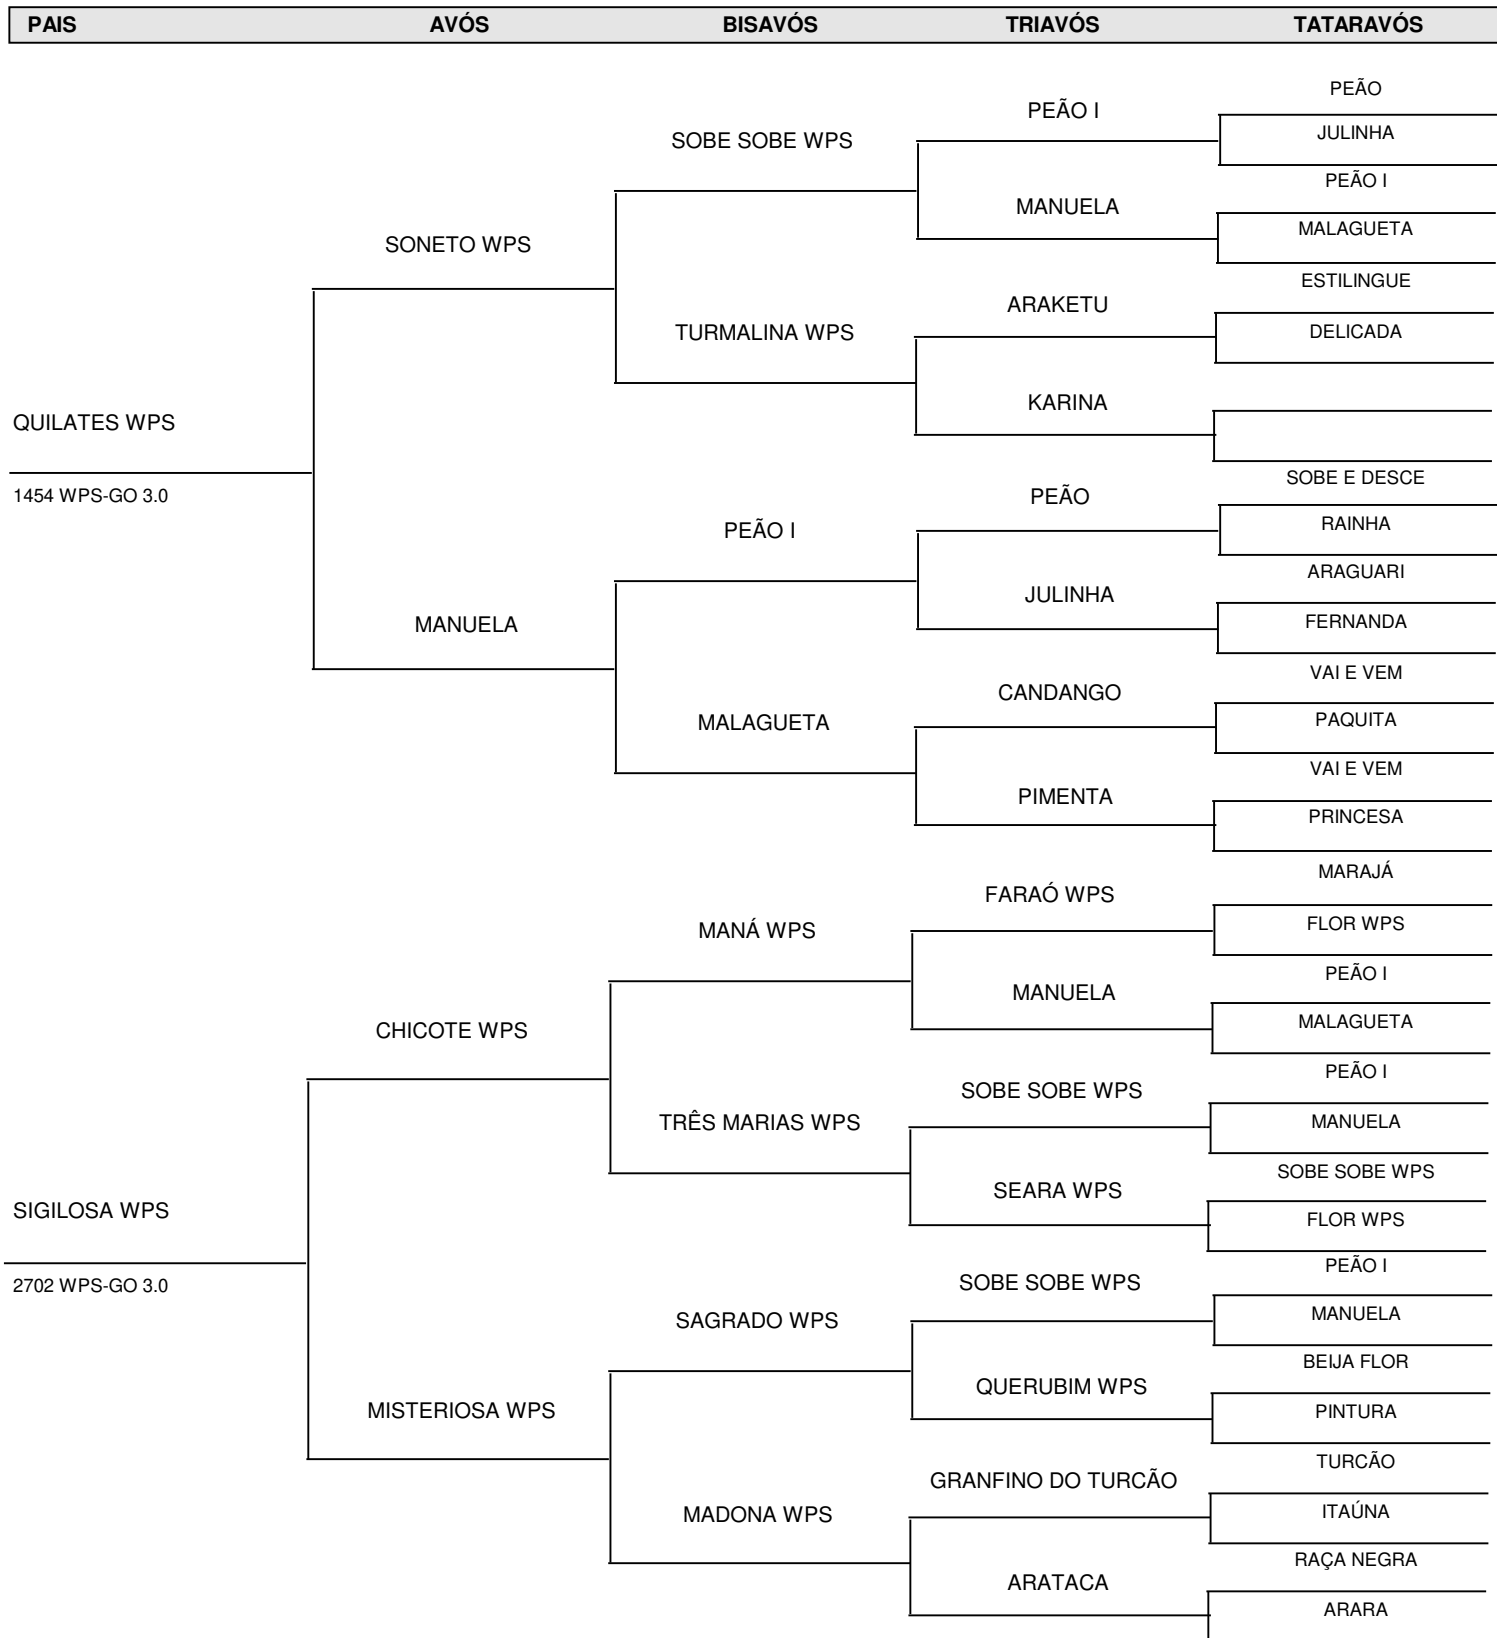 PAIS AVÓS BISAVÓS TRIAVÓS TATARAVÓS
PEÃO
PEÃO I
JULINHA
SOBE SOBE WPS
PEÃO I
MANUELA
MALAGUETA
SONETO WPS
ESTILINGUE
ARAKETU
DELICADA
TURMALINA WPS
KARINA
QUILATES WPS
1454 WPS-GO 3.0
SOBE E DESCE
PEÃO
RAINHA
PEÃO I
ARAGUARI
JULINHA
FERNANDA
MANUELA
VAI E VEM
CANDANGO
PAQUITA
MALAGUETA
VAI E VEM
PIMENTA
PRINCESA
MARAJÁ
FARAÓ WPS
FLOR WPS
MANÁ WPS
PEÃO I
MANUELA
MALAGUETA
CHICOTE WPS
PEÃO I
SOBE SOBE WPS
MANUELA
TRÊS MARIAS WPS
SOBE SOBE WPS
SEARA WPS
FLOR WPS
SIGILOSA WPS
2702 WPS-GO 3.0
PEÃO I
SOBE SOBE WPS
MANUELA
SAGRADO WPS
BEIJA FLOR
QUERUBIM WPS
PINTURA
MISTERIOSA WPS
TURCÃO
GRANFINO DO TURCÃO
ITAÚNA
MADONA WPS
RAÇA NEGRA
ARATACA
ARARA